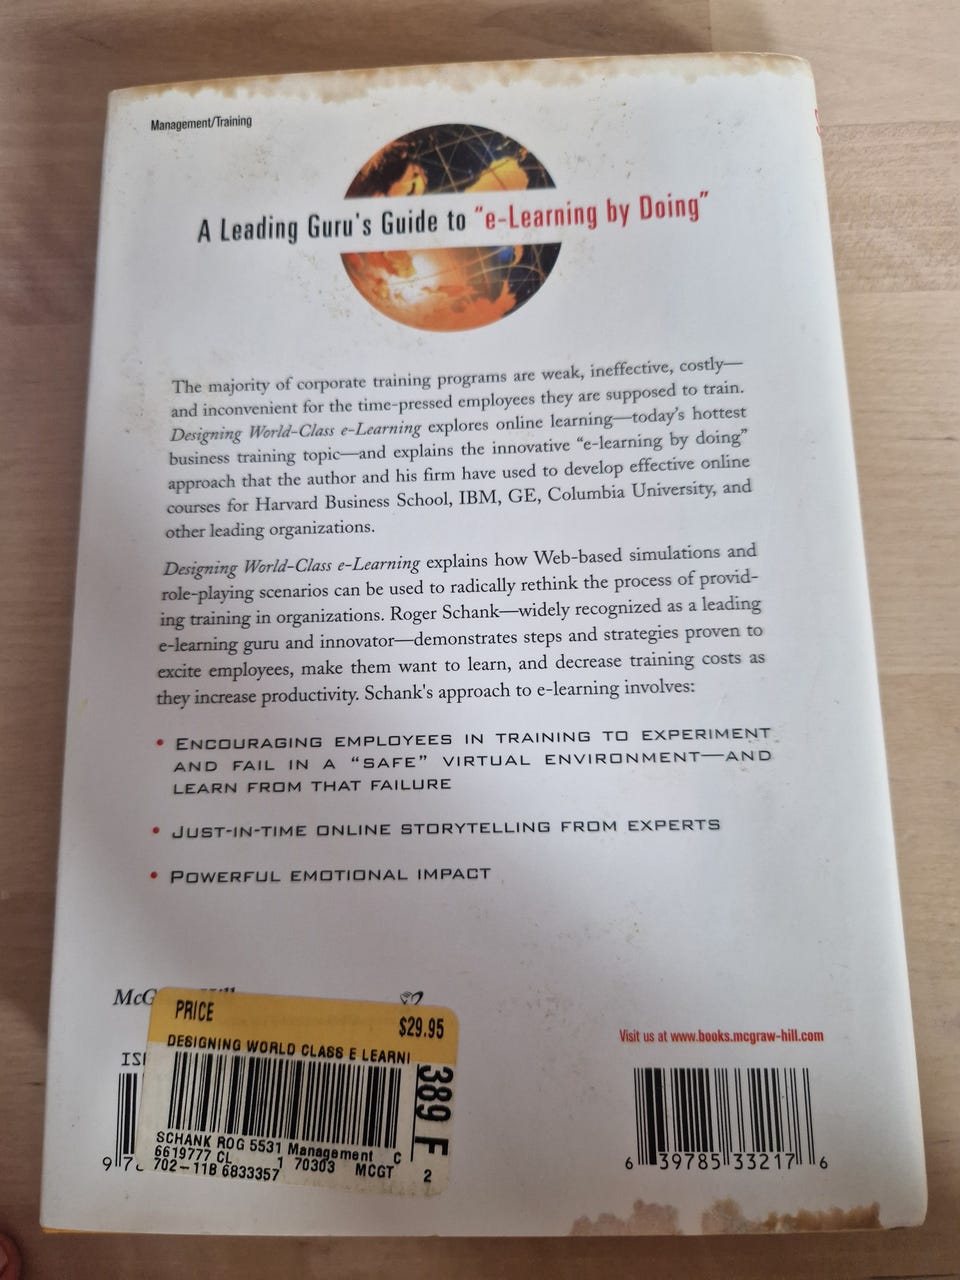 Management/Training
A Leading Guru's Guide to "e-Learning by Doing"
The majority of corporate training programs are weak, ineffective, costly—
and inconvenient for the time-pressed employees they are supposed to train.
Designing World-Class e-Learning explores online learning—today's hottest
business training topic—and explains the innovative "e-learning by doing"
approach that the author and his firm have used to develop effective online
courses for Harvard Business School, IBM, GE, Columbia University, and
other leading organizations.
Designing World-Class e-Learning explains how Web-based simulations and
role-playing scenarios can be used to radically rethink the process of provid-
ing training in organizations. Roger Schank—widely recognized as a leading
e-learning guru and innovator—demonstrates steps and strategies proven to
excite employees, make them want to learn, and decrease training costs as
they increase productivity. Schank's approach to e-learning involves:
• ENCOURAGING EMPLOYEES IN TRAINING TO EXPERIMENT
AND FAIL IN A "SAFE" VIRTUAL ENVIRONMENT—AND
LEARN FROM THAT FAILURE
• JUST-IN-TIME ONLINE STORYTELLING FROM EXPERTS
• POWERFUL EMOTIONAL IMPACT
PRICE
$29.95
DESIGNING WORLD CLASS E LEARNI
389 F
SCHANK ROG 5531 Management C
6619777 CL 1 70303 MCGT
702-11B 6833357 2
Visit us at www.books.mcgraw-hill.com
6 39785 33217 6